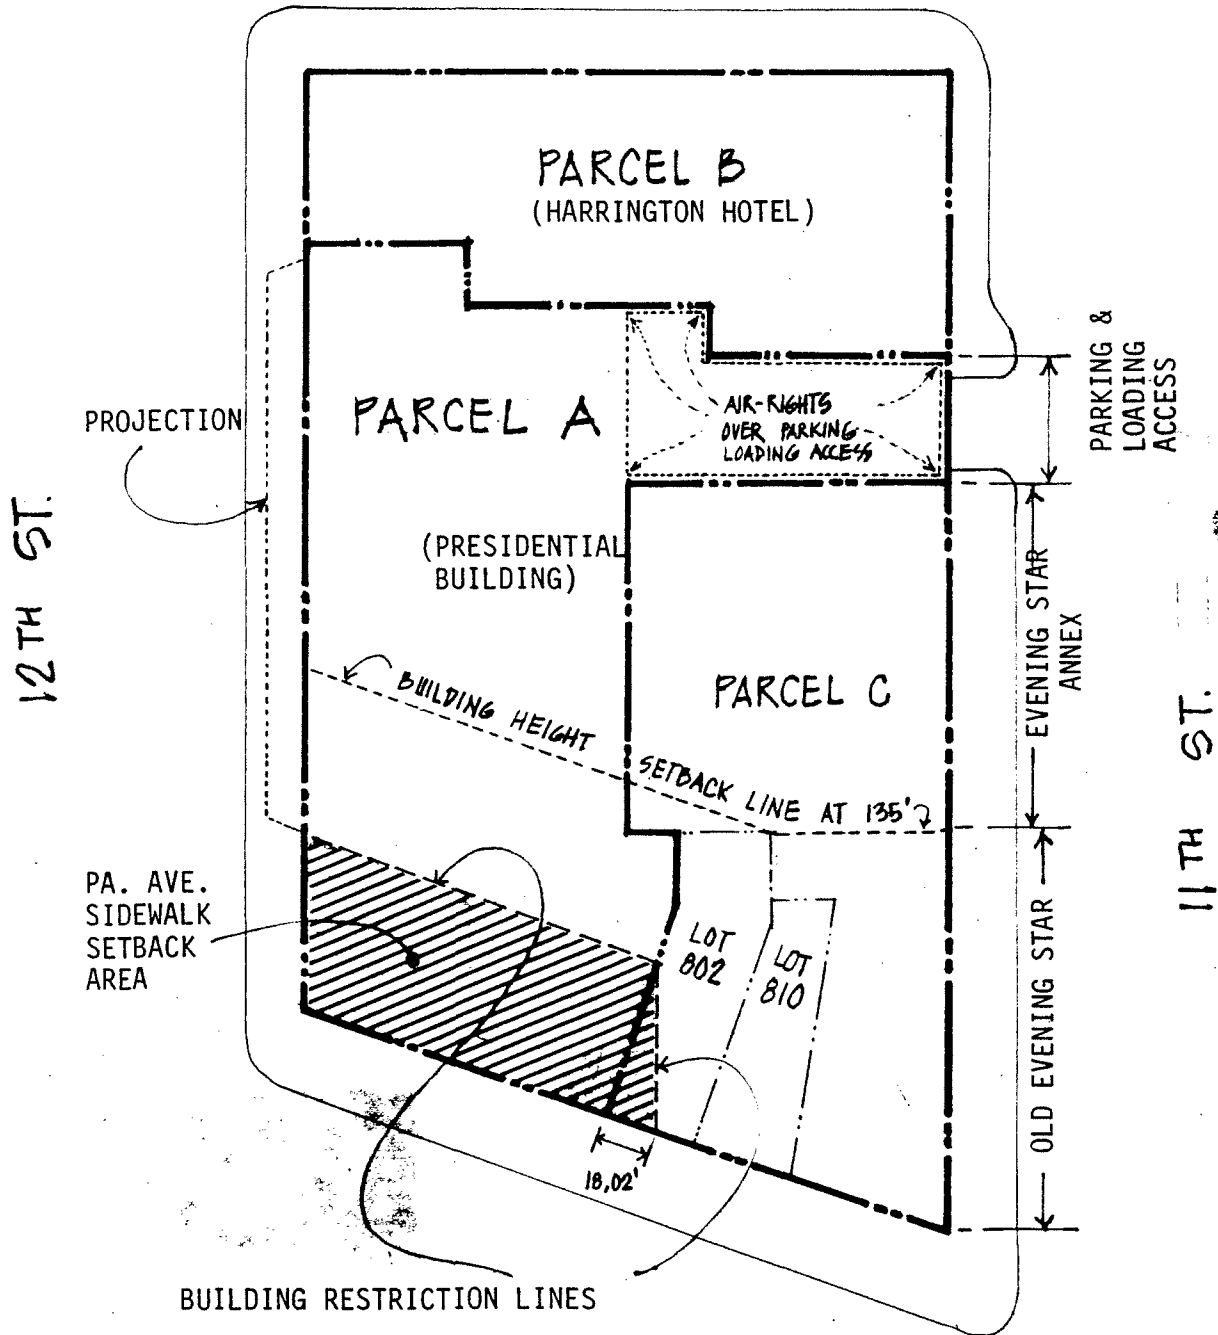 PARCEL B
(HARRINGTON HOTEL)
PARKING &
LOADING
ACCESS
PROJECTION
PARCEL A
AIR-RIGHTS
OVER PARKING
LOADING ACCESS
12TH ST.
(PRESIDENTIAL
BUILDING)
EVENING STAR
ANNEX
BUILDING HEIGHT SETBACK LINE AT 135'
PARCEL C
11TH ST.
PA. AVE.
SIDEWALK
SETBACK
AREA
LOT
802
LOT
810
OLD EVENING STAR
18,02'
BUILDING RESTRICTION LINES